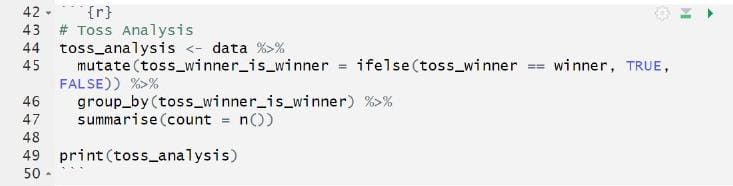 42 ```{r}
43 # Toss Analysis
44 toss_analysis <- data %>%
45   mutate(toss_winner_is_winner = ifelse(toss_winner == winner, TRUE,
FALSE)) %>%
46   group_by(toss_winner_is_winner) %>%
47   summarise(count = n())
48
49 print(toss_analysis)
50 ```